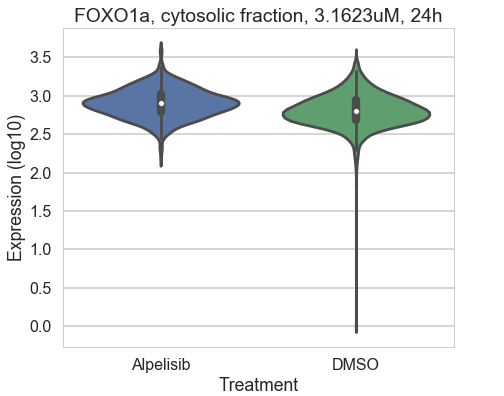 FOXO1a, cytosolic fraction, 3.1623uM, 24h
3.5
3.0
2.5
2.0
1.5
1.0
0.5
0.0
Expression (log10)
Alpelisib DMSO
Treatment